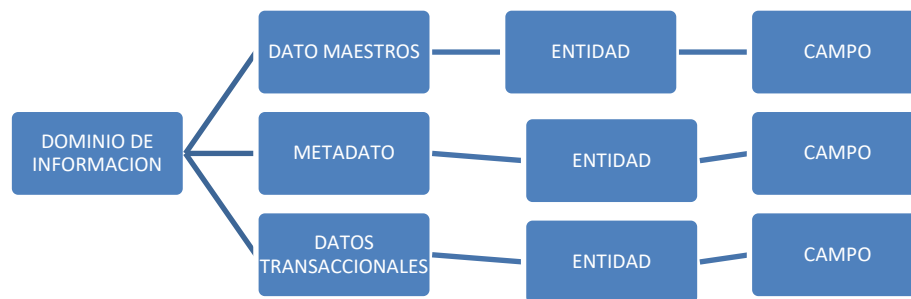 DATO MAESTROS
ENTIDAD
CAMPO
DOMINIO DE
INFORMACION
METADATO
ENTIDAD
CAMPO
DATOS
TRANSACCIONALES
ENTIDAD
CAMPO